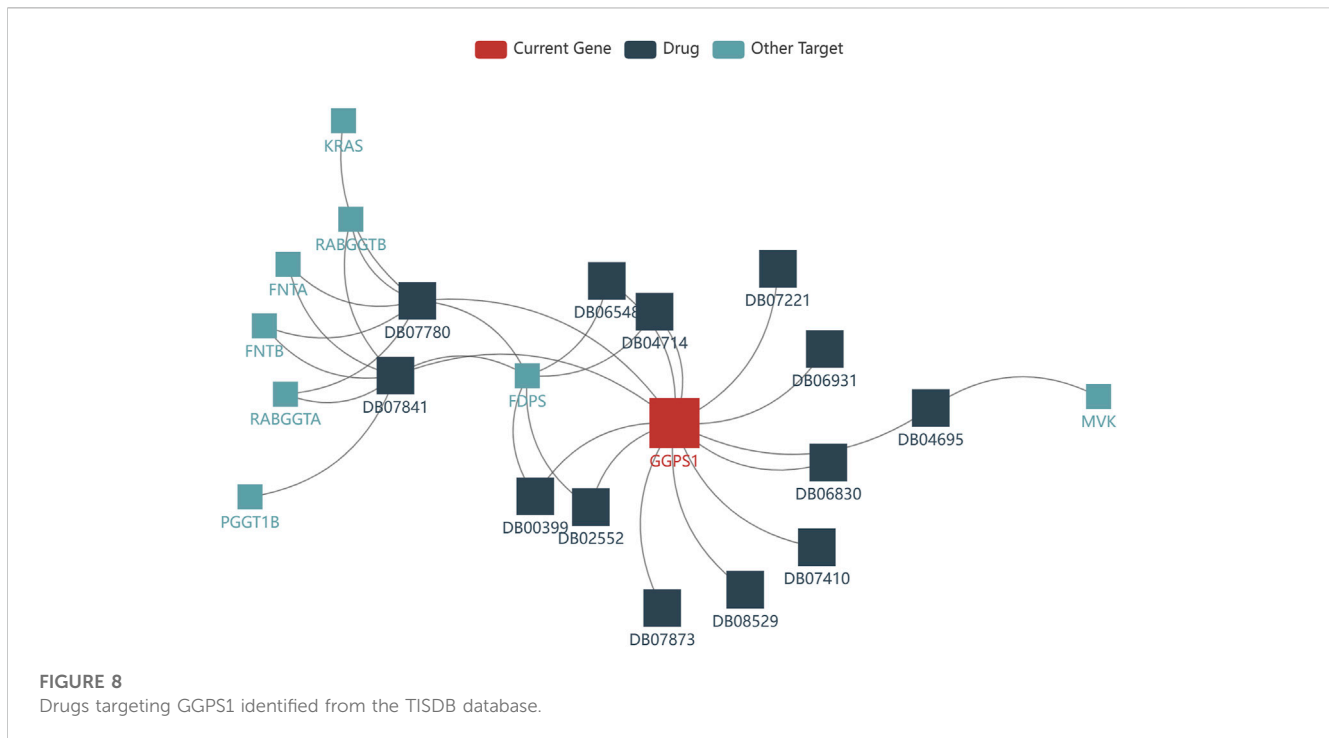 Current Gene Drug Other Target
KRAS
RABGGTB
FNTA
DB07221
DB06548
DB04714
DB07780
FNTB
DB06931
FDPS
DB07841
RABGGTA
MVK
DB04695
GGPS1
DB06830
PGGT1B
DB00399
DB02552
DB07410
DB08529
DB07873
FIGURE 8
Drugs targeting GGPS1 identified from the TISDB database.